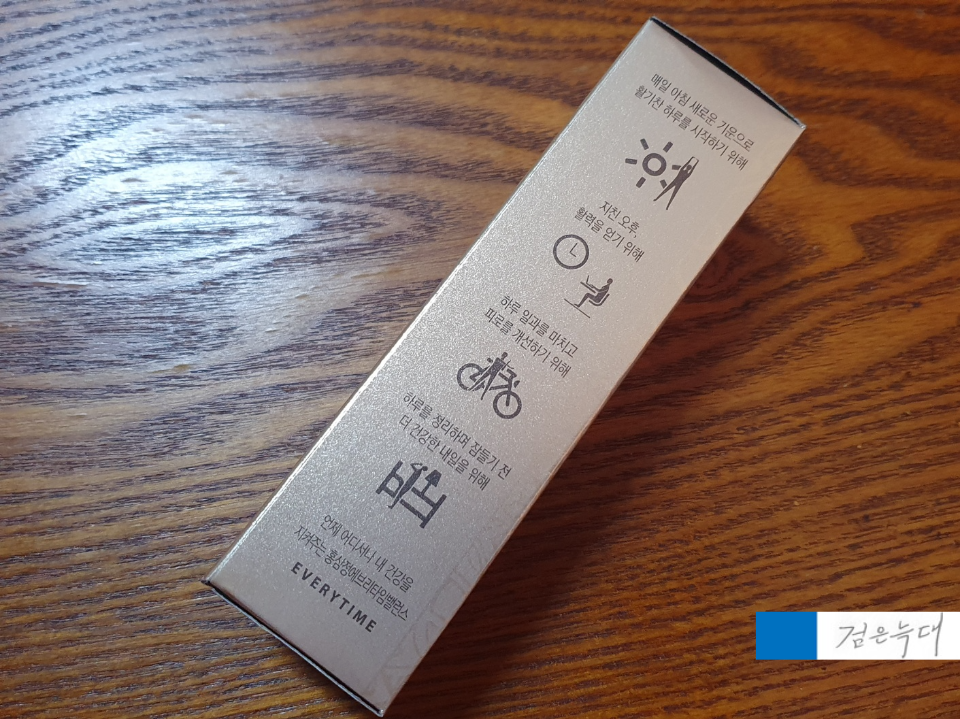 매일 아침 새로운 기운으로
활기찬 하루를 시작하기 위해
지친 오후,
활력을 얻기 위해
하루 일과를 마치고
피로를 개선하기 위해
하루를 정리하며 잠들기 전
더 건강한 내일을 위해
언제 어디서나 내 건강을
지켜주는 홍삼정에브리타임밸런스
EVERYTIME
검은늑대